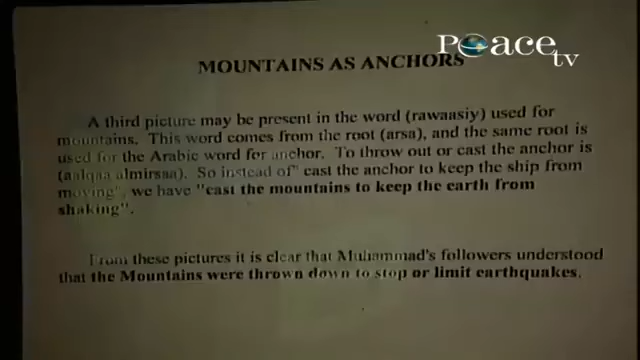 Peace tv
MOUNTAINS AS ANCHORS
A third picture may be present in the word (rawaasiy) used for
mountains. This word comes from the root (arsa), and the same root is
used for the Arabic word for anchor. To throw out or cast the anchor is
(aalqaa almirsaa). So instead of" cast the anchor to keep the ship from
moving", we have "cast the mountains to keep the earth from
shaking".
From these pictures it is clear that Muhammad's followers understood
that the Mountains were thrown down to stop or limit earthquakes.